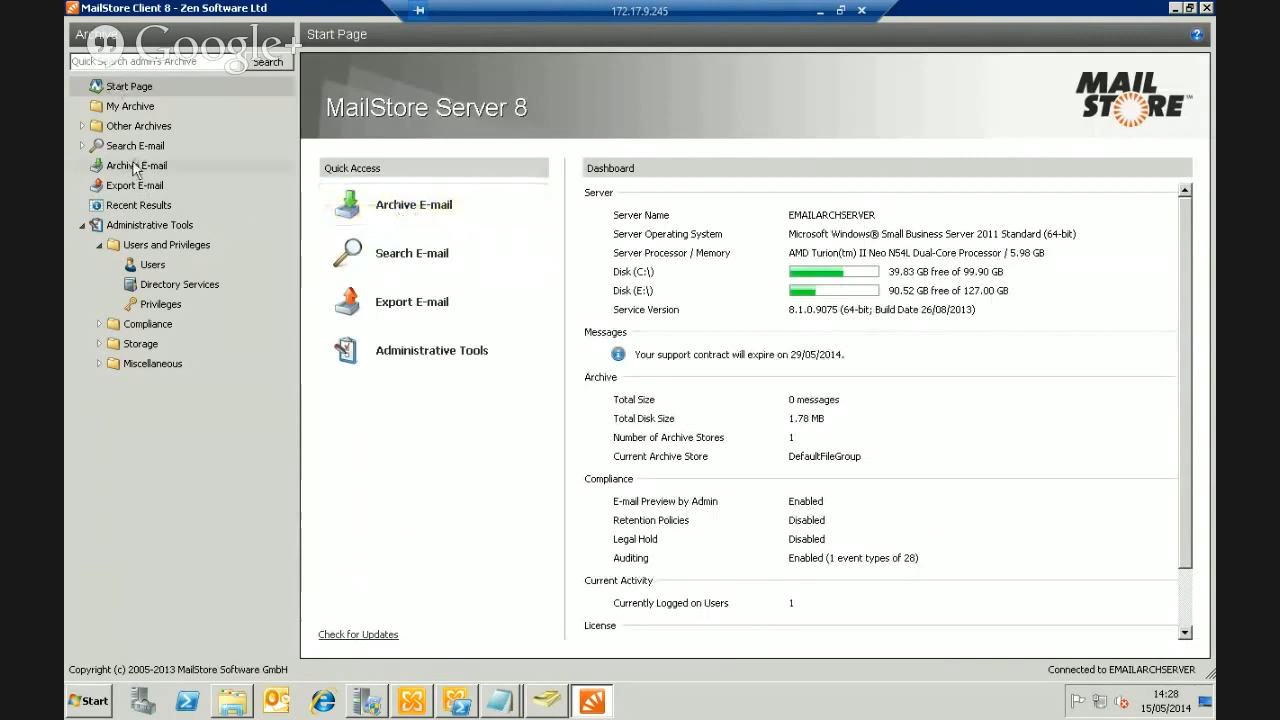 MailStore Client 8 - Zen Software Ltd
172.17.9.245
Archive
Google+
Start Page
Quick Search admin's Archive
Search
Start Page
My Archive
Other Archives
Search E-mail
Archive E-mail
Export E-mail
Recent Results
Administrative Tools
Users and Privileges
Users
Directory Services
Privileges
Compliance
Storage
Miscellaneous
MailStore Server 8
MAIL
STORE™
Quick Access
Archive E-mail
Search E-mail
Export E-mail
Administrative Tools
Check for Updates
Dashboard
Server
Server Name EMAILARCHSERVER
Server Operating System Microsoft Windows® Small Business Server 2011 Standard (64-bit)
Server Processor / Memory AMD Turion(tm) II Neo N54L Dual-Core Processor / 5.98 GB
Disk (C:\) 39.83 GB free of 99.90 GB
Disk (E:\) 90.52 GB free of 127.00 GB
Service Version 8.1.0.9075 (64-bit; Build Date 26/08/2013)
Messages
Your support contract will expire on 29/05/2014.
Archive
Total Size 0 messages
Total Disk Size 1.78 MB
Number of Archive Stores 1
Current Archive Store DefaultFileGroup
Compliance
E-mail Preview by Admin Enabled
Retention Policies Disabled
Legal Hold Disabled
Auditing Enabled (1 event types of 28)
Current Activity
Currently Logged on Users 1
License
Copyright (c) 2005-2013 MailStore Software GmbH
Connected to EMAILARCHSERVER
Start
14:28
15/05/2014